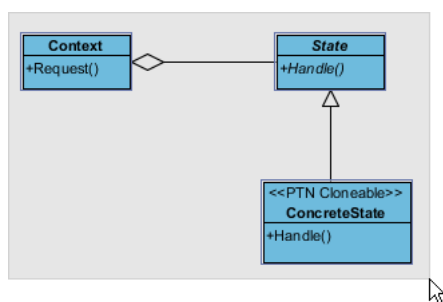 Context
+Request()
State
+Handle()
<<PTN Cloneable>>
ConcreteState
+Handle()